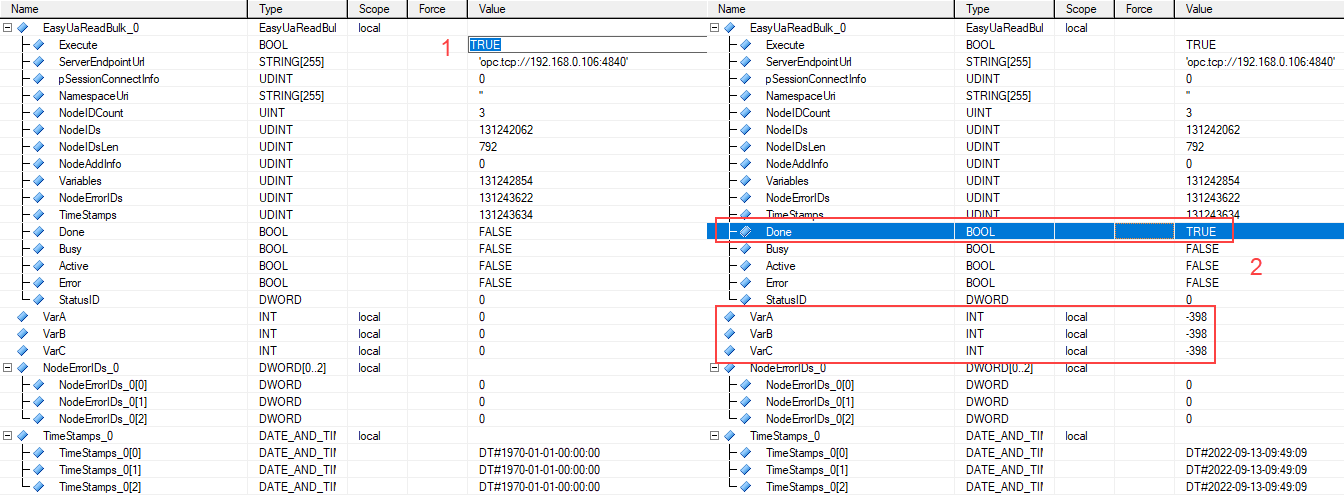 Name Type Scope Force Value Name Type Scope Force Value
EasyUaReadBulk_0 EasyUaReadBul local EasyUaReadBulk_0 EasyUaReadBul local
Execute BOOL 1 TRUE Execute BOOL TRUE
ServerEndpointUrl STRING[255] 'opc.tcp://192.168.0.106:4840' ServerEndpointUrl STRING[255] 'opc.tcp://192.168.0.106:4840'
pSessionConnectInfo UDINT 0 pSessionConnectInfo UDINT 0
NamespaceUri STRING[255] '' NamespaceUri STRING[255] ''
NodeIDCount UINT 3 NodeIDCount UINT 3
NodeIDs UDINT 131242062 NodeIDs UDINT 131242062
NodeIDsLen UDINT 792 NodeIDsLen UDINT 792
NodeAddInfo UDINT 0 NodeAddInfo UDINT 0
Variables UDINT 131242854 Variables UDINT 131242854
NodeErrorIDs UDINT 131243622 NodeErrorIDs UDINT 131243622
TimeStamps UDINT 131243634 TimeStamps UDINT 131243634
Done BOOL FALSE Done BOOL TRUE
Busy BOOL FALSE Busy BOOL FALSE
Active BOOL FALSE Active BOOL FALSE 2
Error BOOL FALSE Error BOOL FALSE
StatusID DWORD 0 StatusID DWORD 0
VarA INT local 0 VarA INT local -398
VarB INT local 0 VarB INT local -398
VarC INT local 0 VarC INT local -398
NodeErrorIDs_0 DWORD[0..2] local NodeErrorIDs_0 DWORD[0..2] local
NodeErrorIDs_0[0] DWORD 0 NodeErrorIDs_0[0] DWORD 0
NodeErrorIDs_0[1] DWORD 0 NodeErrorIDs_0[1] DWORD 0
NodeErrorIDs_0[2] DWORD 0 NodeErrorIDs_0[2] DWORD 0
TimeStamps_0 DATE_AND_TIM local TimeStamps_0 DATE_AND_TIM local
TimeStamps_0[0] DATE_AND_TIM DT#1970-01-01-00:00:00 TimeStamps_0[0] DATE_AND_TIM DT#2022-09-13-09:49:09
TimeStamps_0[1] DATE_AND_TIM DT#1970-01-01-00:00:00 TimeStamps_0[1] DATE_AND_TIM DT#2022-09-13-09:49:09
TimeStamps_0[2] DATE_AND_TIM DT#1970-01-01-00:00:00 TimeStamps_0[2] DATE_AND_TIM DT#2022-09-13-09:49:09